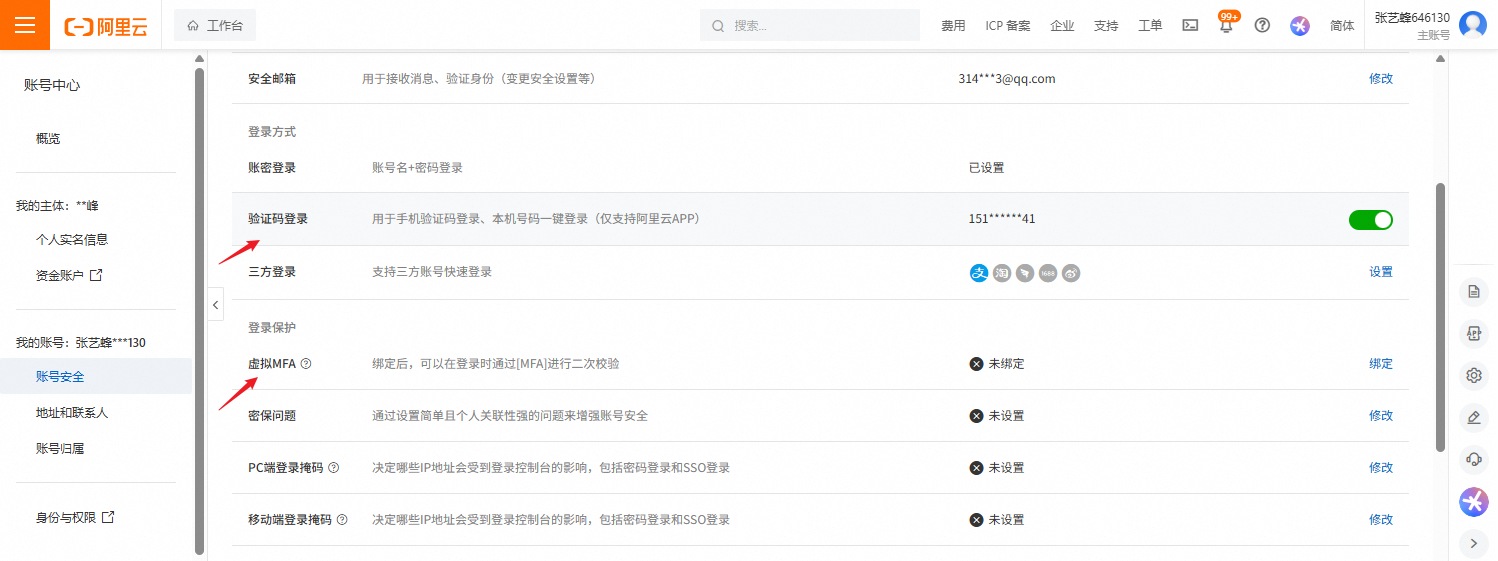 阿里云
工作台
搜索...
费用
ICP 备案
企业
支持
工单
99+
简体
张艺蜂646130
主账号
账号中心
概览
我的主体：**峰
个人实名信息
资金账户
我的账号：张艺蜂***130
账号安全
地址和联系人
账号归属
身份与权限
安全邮箱 用于接收消息、验证身份（变更安全设置等） 314***3@qq.com 修改
登录方式
账密登录 账号名+密码登录 已设置
验证码登录 用于手机验证码登录、本机号码一键登录（仅支持阿里云APP） 151******41
三方登录 支持三方账号快速登录 支 淘 1688 设置
登录保护
虚拟MFA 绑定后，可以在登录时通过[MFA]进行二次校验 未绑定 绑定
密保问题 通过设置简单且个人关联性强的问题来增强账号安全 未设置 修改
PC端登录掩码 决定哪些IP地址会受到登录控制台的影响，包括密码登录和SSO登录 未设置 修改
移动端登录掩码 决定哪些IP地址会受到登录控制台的影响，包括密码登录和SSO登录 未设置 修改